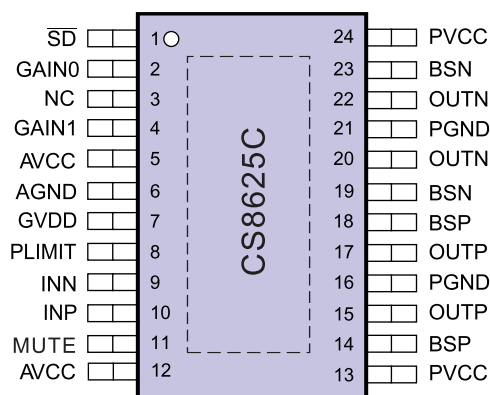 S̅D̅ 1 24 PVCC
GAIN0 2 23 BSN
NC 3 22 OUTN
GAIN1 4 21 PGND
AVCC 5 20 OUTN
AGND 6 19 BSN
GVDD 7 18 BSP
PLIMIT 8 17 OUTP
INN 9 16 PGND
INP 10 15 OUTP
MUTE 11 14 BSP
AVCC 12 13 PVCC
CS8625C